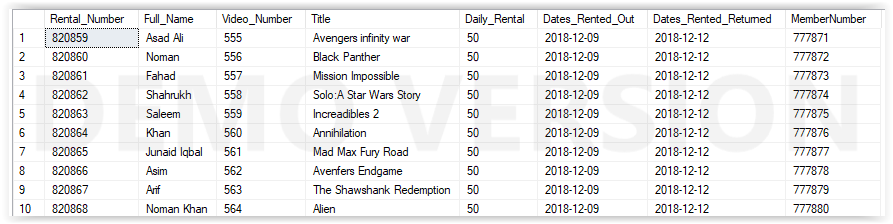 Rental_Number Full_Name Video_Number Title Daily_Rental Dates_Rented_Out Dates_Rented_Returned MemberNumber
1 820859 Asad Ali 555 Avengers infinity war 50 2018-12-09 2018-12-12 777871
2 820860 Noman 556 Black Panther 50 2018-12-09 2018-12-12 777872
3 820861 Fahad 557 Mission Impossible 50 2018-12-09 2018-12-12 777873
4 820862 Shahrukh 558 Solo:A Star Wars Story 50 2018-12-09 2018-12-12 777874
5 820863 Saleem 559 Increadibles 2 50 2018-12-09 2018-12-12 777875
6 820864 Khan 560 Annihilation 50 2018-12-09 2018-12-12 777876
7 820865 Junaid Iqbal 561 Mad Max Fury Road 50 2018-12-09 2018-12-12 777877
8 820866 Asim 562 Avenfers Endgame 50 2018-12-09 2018-12-12 777878
9 820867 Arif 563 The Shawshank Redemption 50 2018-12-09 2018-12-12 777879
10 820868 Noman Khan 564 Alien 50 2018-12-09 2018-12-12 777880
DEMO VERSION